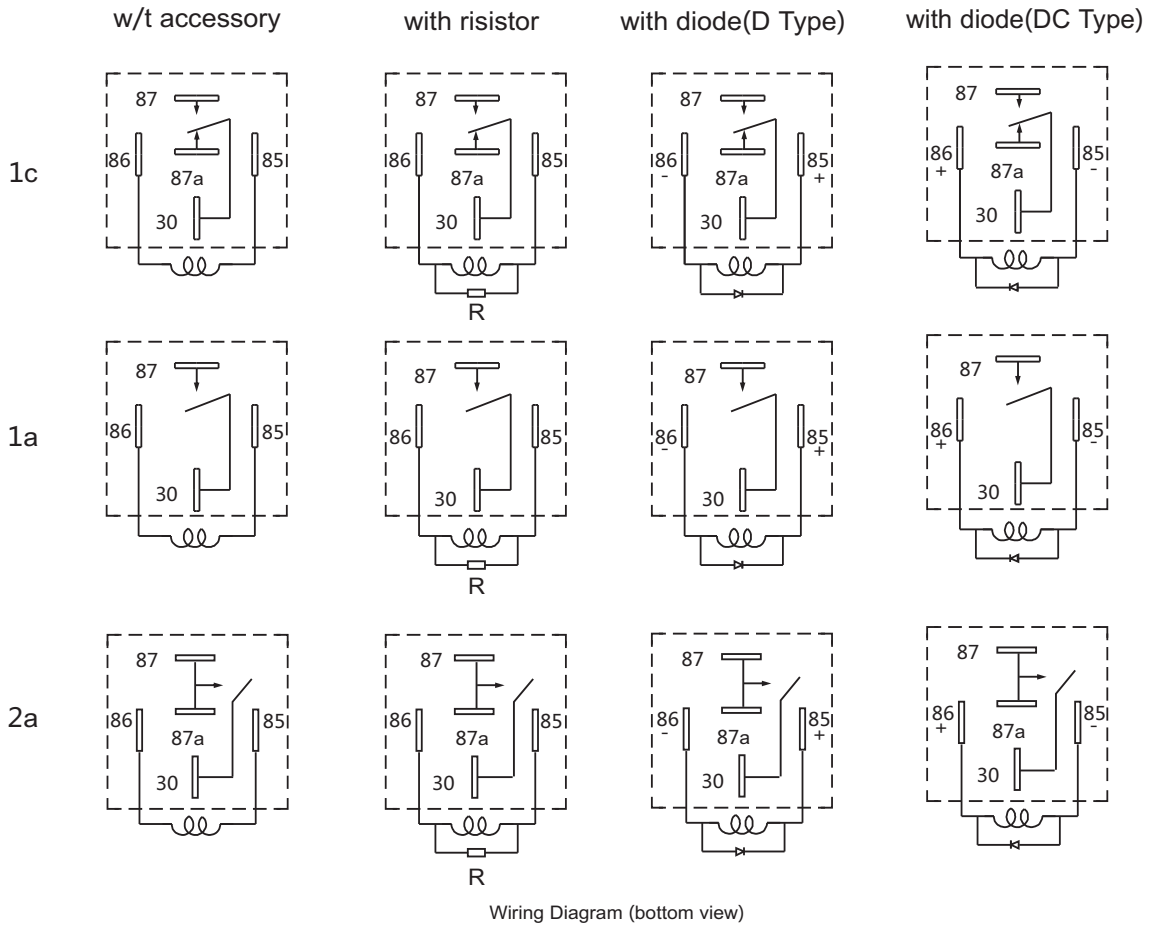 w/t accessory with risistor with diode(D Type) with diode(DC Type)
1c
87 87 87 87
86 85 86 85 86 85 86 85
- + + -
87a 87a 87a 87a
30 30 30 30
R
1a
87 87 87 87
86 85 86 85 86 85 86 85
- + + -
30 30 30 30
R
2a
87 87 87 87
86 85 86 85 86 85 86 85
- + + -
87a 87a 87a 87a
30 30 30 30
R
Wiring Diagram (bottom view)